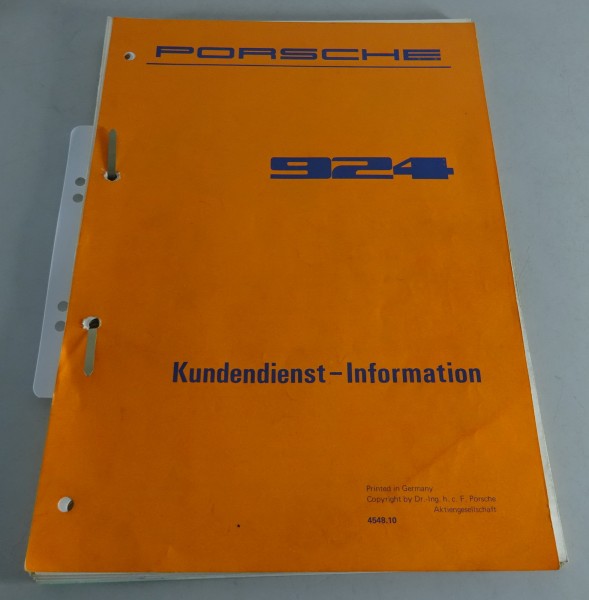 PORSCHE
924
Kundendienst–Information
Printed in Germany
Copyright by Dr.-Ing. h. c. F. Porsche
Aktiengesellschaft
4549.10